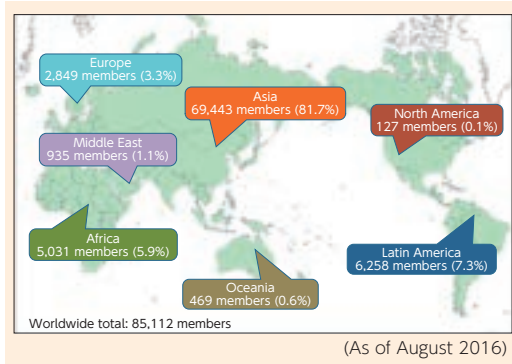 Europe
2,849 members (3.3%)
Asia
69,443 members (81.7%)
North America
127 members (0.1%)
Middle East
935 members (1.1%)
Africa
5,031 members (5.9%)
Latin America
6,258 members (7.3%)
Oceania
469 members (0.6%)
Worldwide total: 85,112 members
(As of August 2016)